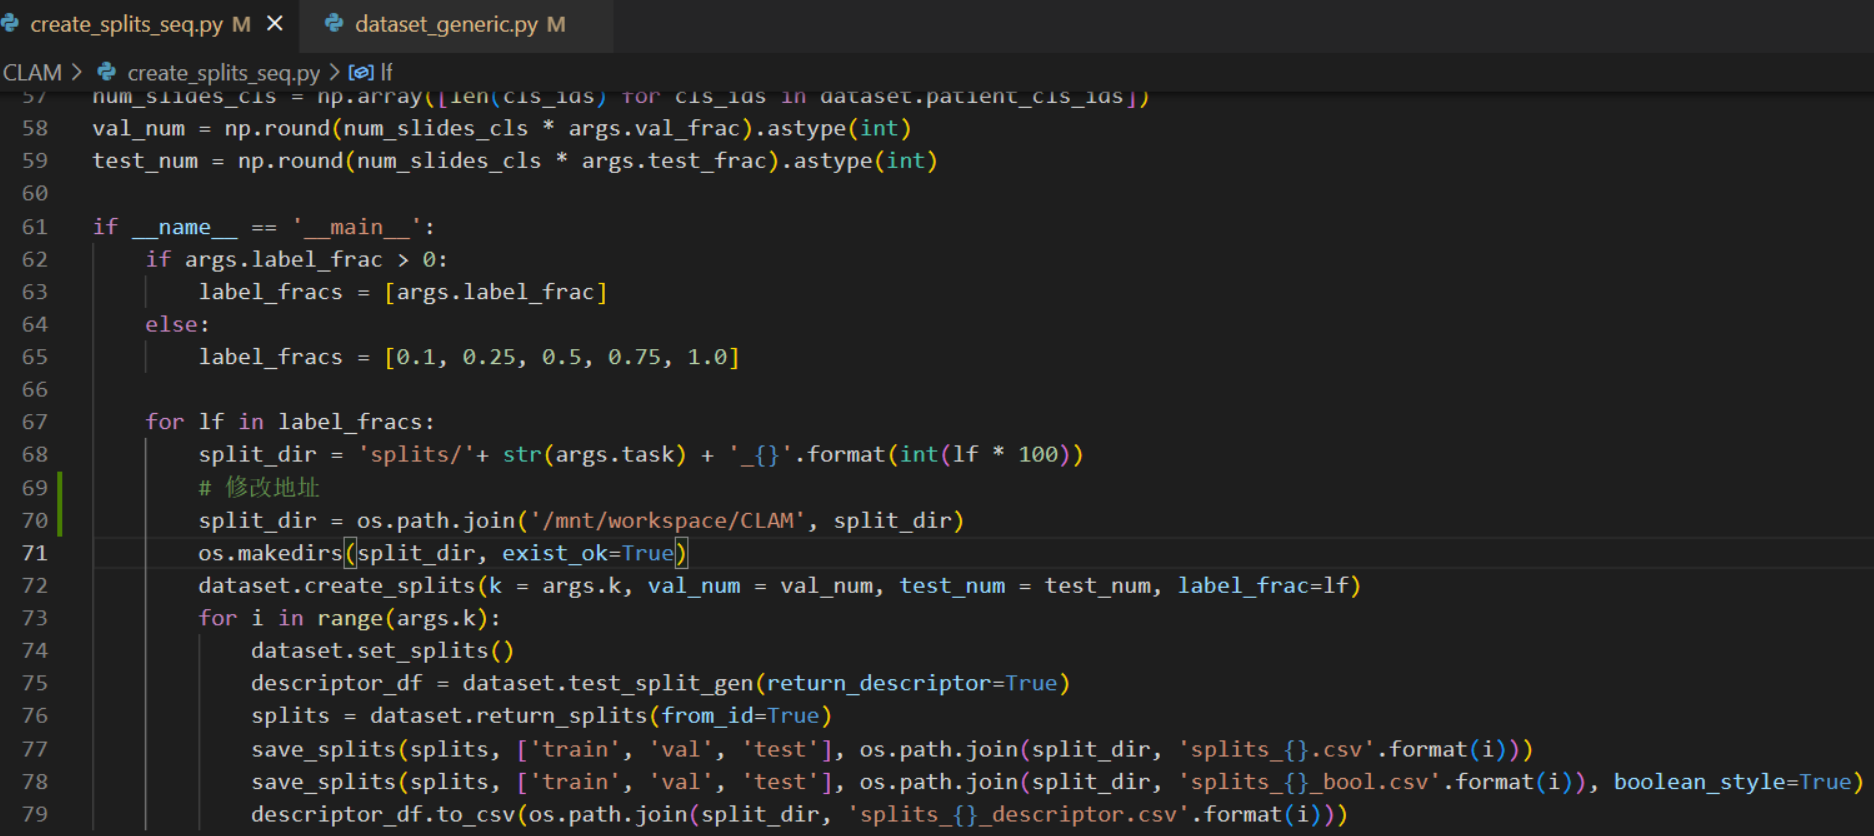 create_splits_seq.py M
dataset_generic.py M
CLAM > create_splits_seq.py > lf
57 num_slides_cls = np.array([len(cls_ids) for cls_ids in dataset.patient_cls_ids])
58 val_num = np.round(num_slides_cls * args.val_frac).astype(int)
59 test_num = np.round(num_slides_cls * args.test_frac).astype(int)
60
61 if __name__ == '__main__':
62     if args.label_frac > 0:
63         label_fracs = [args.label_frac]
64     else:
65         label_fracs = [0.1, 0.25, 0.5, 0.75, 1.0]
66
67     for lf in label_fracs:
68         split_dir = 'splits/'+ str(args.task) + '_{}'.format(int(lf * 100))
69         # 修改地址
70         split_dir = os.path.join('/mnt/workspace/CLAM', split_dir)
71         os.makedirs(split_dir, exist_ok=True)
72         dataset.create_splits(k = args.k, val_num = val_num, test_num = test_num, label_frac=lf)
73         for i in range(args.k):
74             dataset.set_splits()
75             descriptor_df = dataset.test_split_gen(return_descriptor=True)
76             splits = dataset.return_splits(from_id=True)
77             save_splits(splits, ['train', 'val', 'test'], os.path.join(split_dir, 'splits_{}.csv'.format(i)))
78             save_splits(splits, ['train', 'val', 'test'], os.path.join(split_dir, 'splits_{}_bool.csv'.format(i)), boolean_style=True)
79             descriptor_df.to_csv(os.path.join(split_dir, 'splits_{}_descriptor.csv'.format(i)))